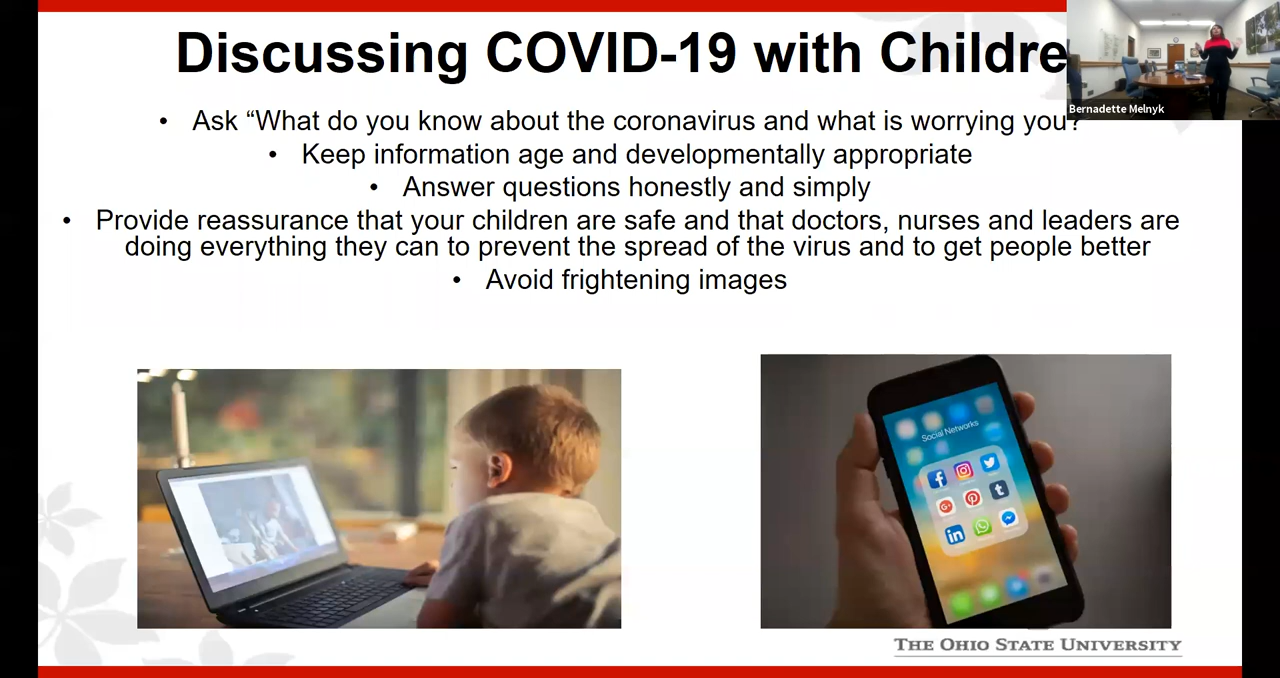 Discussing COVID-19 with Childre
Bernadette Melnyk
• Ask “What do you know about the coronavirus and what is worrying you?
• Keep information age and developmentally appropriate
• Answer questions honestly and simply
• Provide reassurance that your children are safe and that doctors, nurses and leaders are
doing everything they can to prevent the spread of the virus and to get people better
• Avoid frightening images
Social Networks
THE OHIO STATE UNIVERSITY